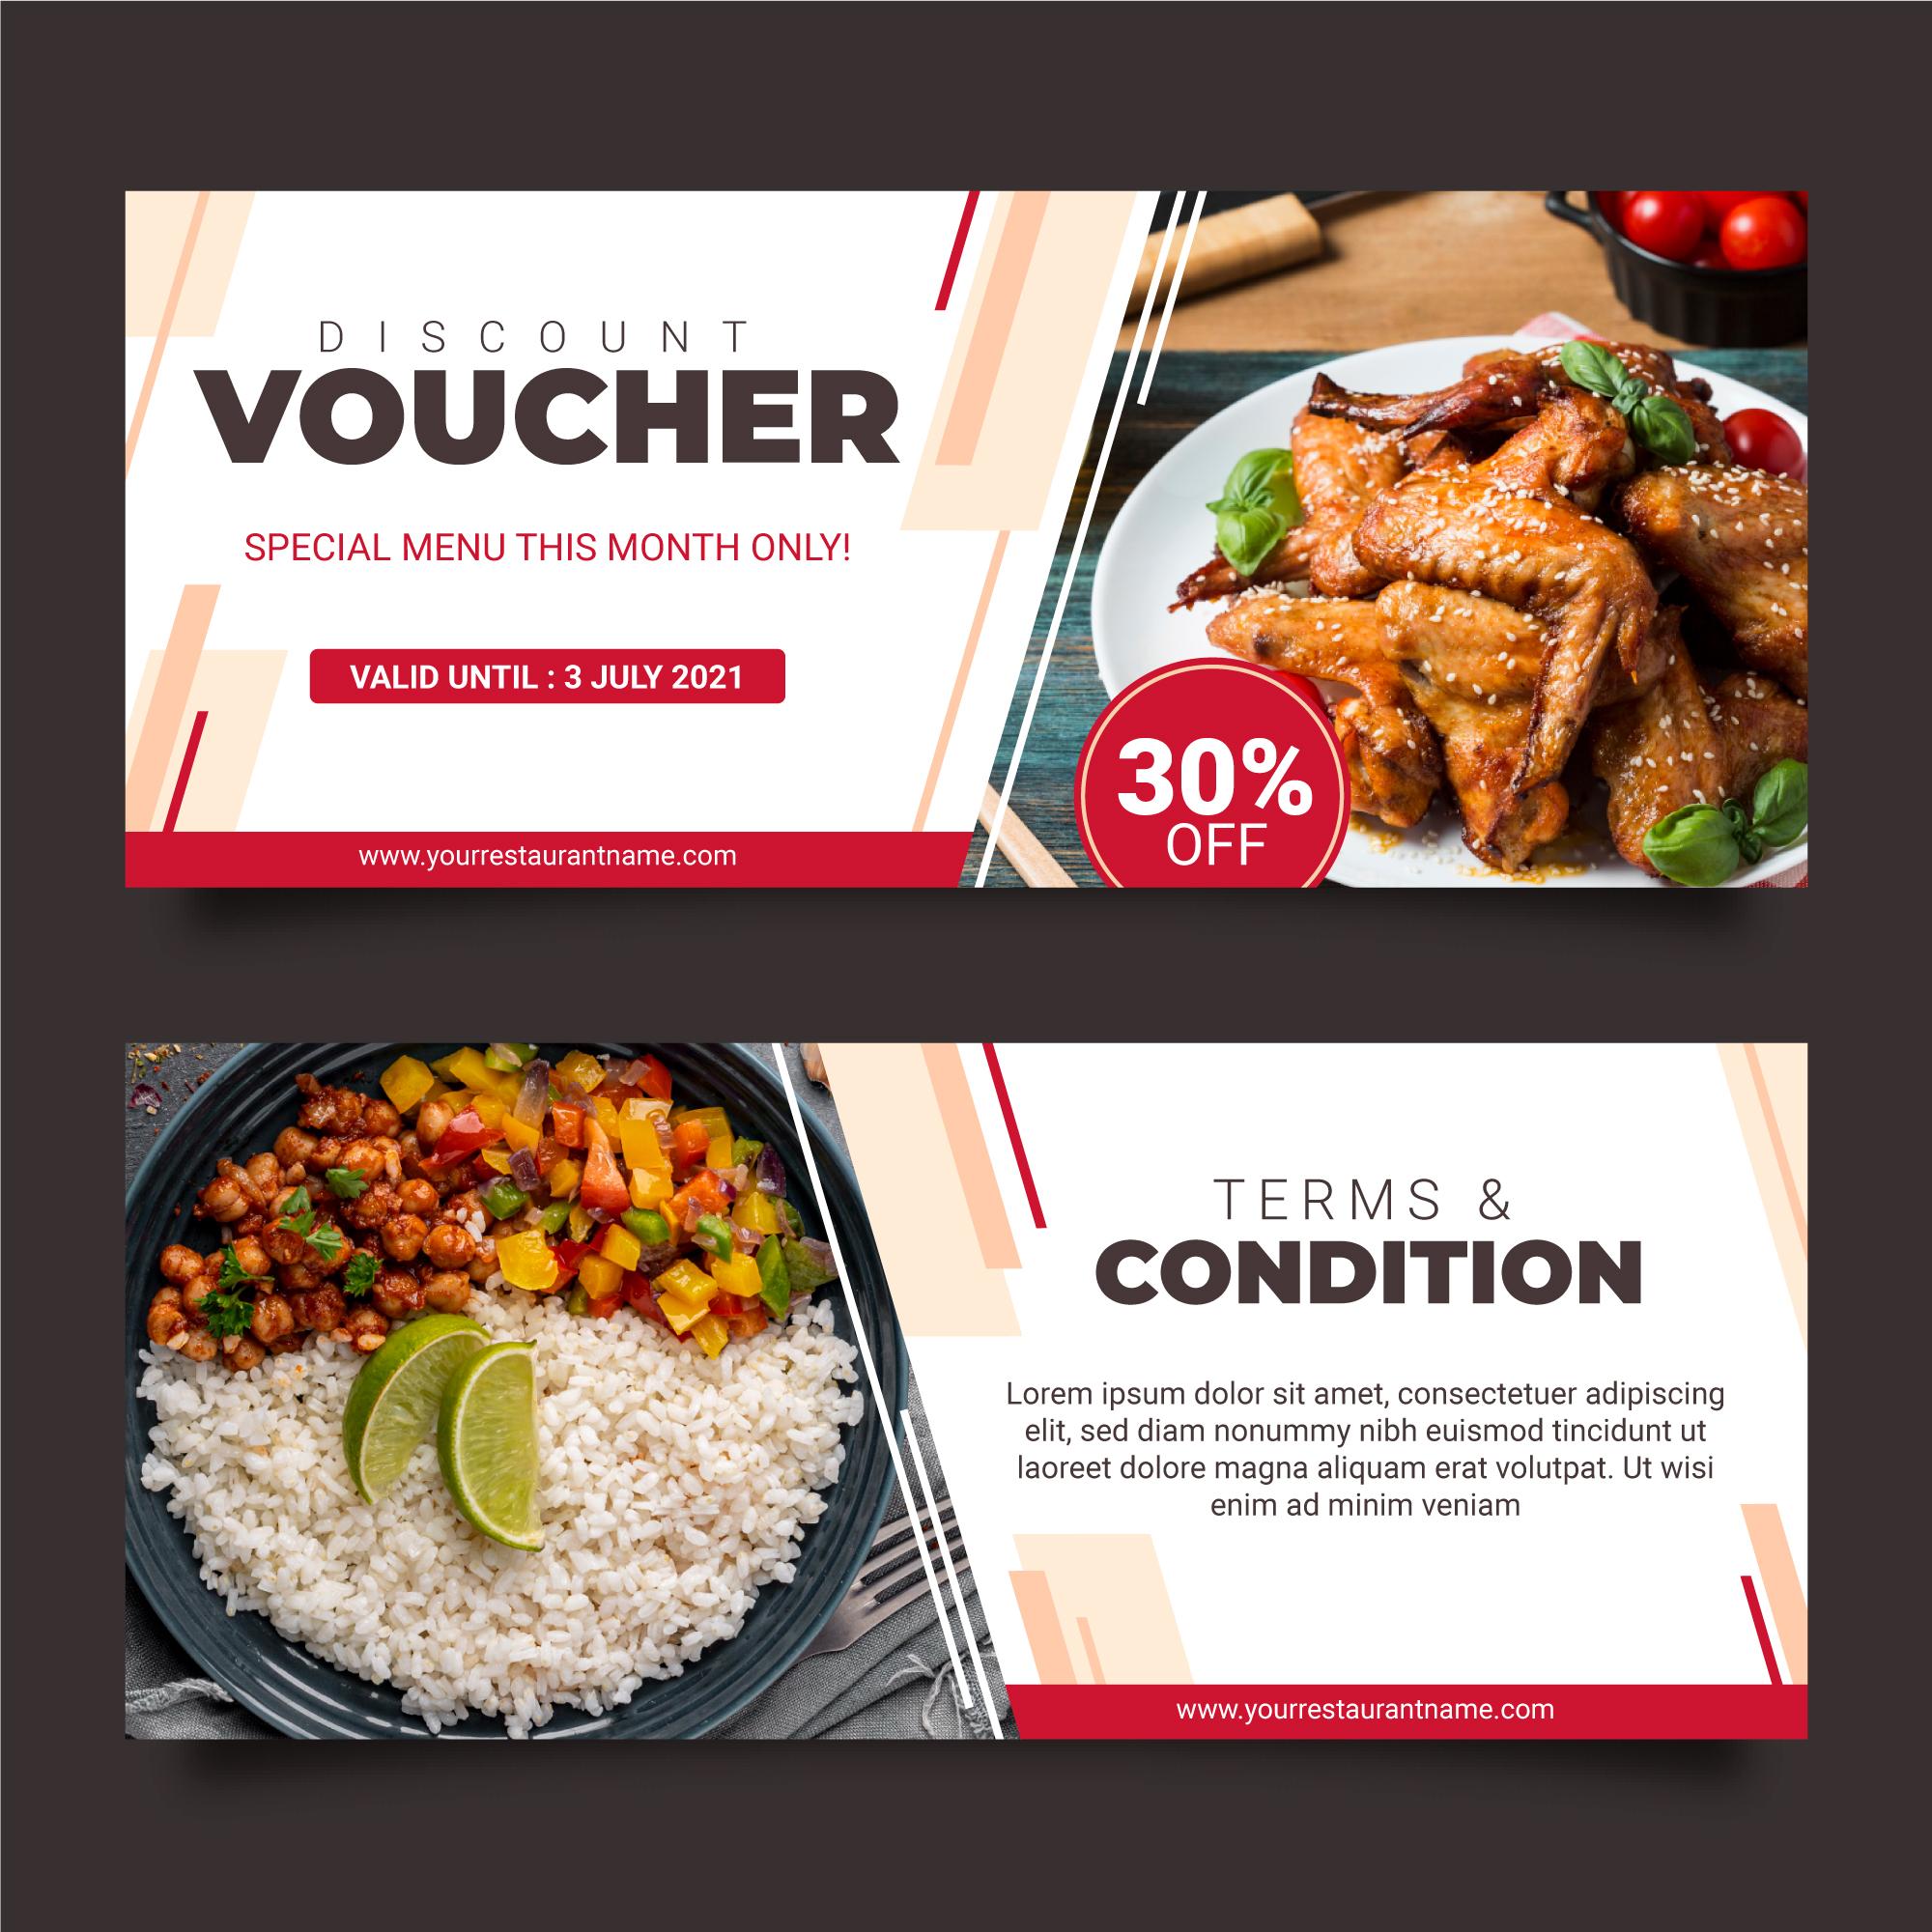 DISCOUNT
VOUCHER
SPECIAL MENU THIS MONTH ONLY!
VALID UNTIL : 3 JULY 2021
www.yourrestaurantname.com
30%
OFF
TERMS &
CONDITION
Lorem ipsum dolor sit amet, consectetuer adipiscing
elit, sed diam nonummy nibh euismod tincidunt ut
laoreet dolore magna aliquam erat volutpat. Ut wisi
enim ad minim veniam
www.yourrestaurantname.com